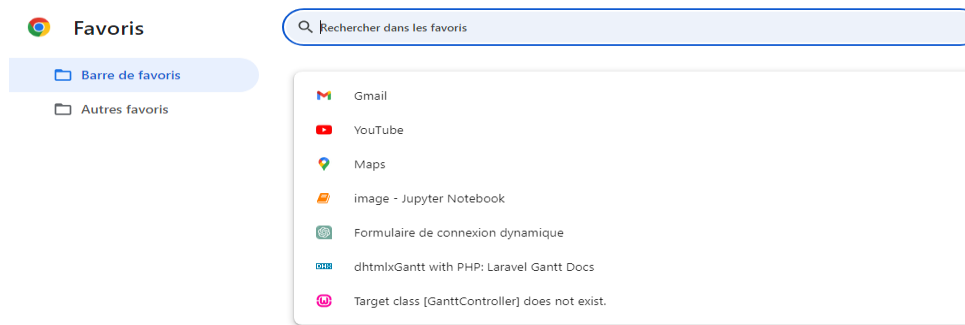 Favoris
Rechercher dans les favoris
Barre de favoris
Autres favoris
Gmail
YouTube
Maps
image - Jupyter Notebook
Formulaire de connexion dynamique
DHX
dhtmlxGantt with PHP: Laravel Gantt Docs
Target class [GanttController] does not exist.